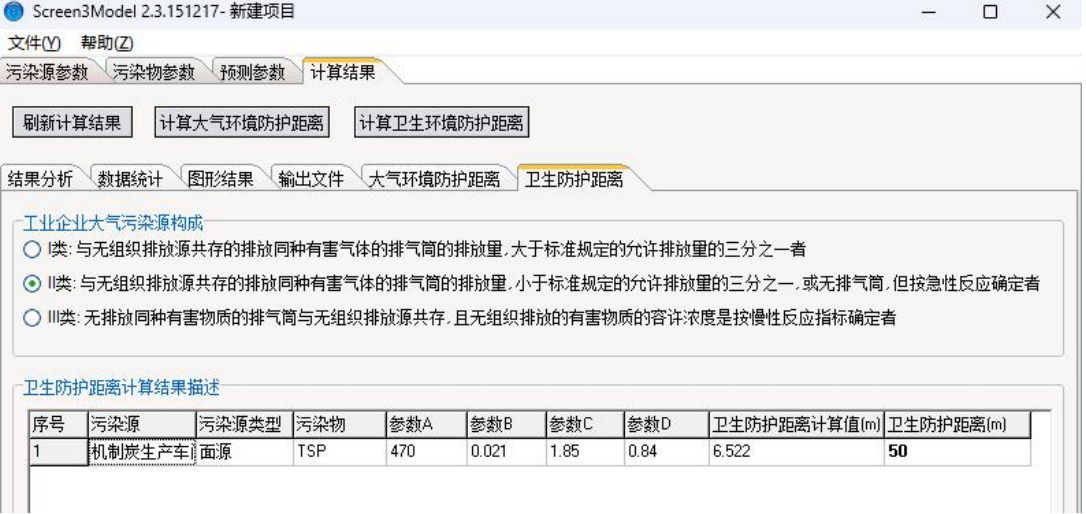 Screen3Model 2.3.151217- 新建项目
文件(Y) 帮助(Z)
污染源参数 污染物参数 预测参数 计算结果
刷新计算结果 计算大气环境防护距离 计算卫生环境防护距离
结果分析 数据统计 图形结果 输出文件 大气环境防护距离 卫生防护距离
工业企业大气污染源构成
I类: 与无组织排放源共存的排放同种有害气体的排气筒的排放量, 大于标准规定的允许排放量的三分之一者
II类: 与无组织排放源共存的排放同种有害气体的排气筒的排放量, 小于标准规定的允许排放量的三分之一, 或无排气筒, 但按急性反应确定者
III类: 无排放同种有害物质的排气筒与无组织排放源共存, 且无组织排放的有害物质的容许浓度是按慢性反应指标确定者
卫生防护距离计算结果描述
序号 污染源 污染源类型 污染物 参数A 参数B 参数C 参数D 卫生防护距离计算值(m) 卫生防护距离(m)
1 机制炭生产车 面源 TSP 470 0.021 1.85 0.84 6.522 50